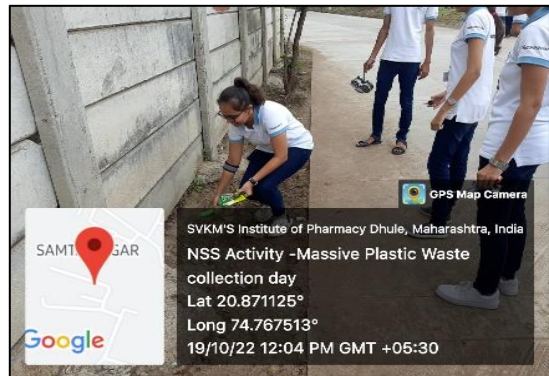 GPS Map Camera
SVKM'S Institute of Pharmacy Dhule, Maharashtra, India
NSS Activity -Massive Plastic Waste
collection day
Lat 20.871125°
Long 74.767513°
19/10/22 12:04 PM GMT +05:30
Google